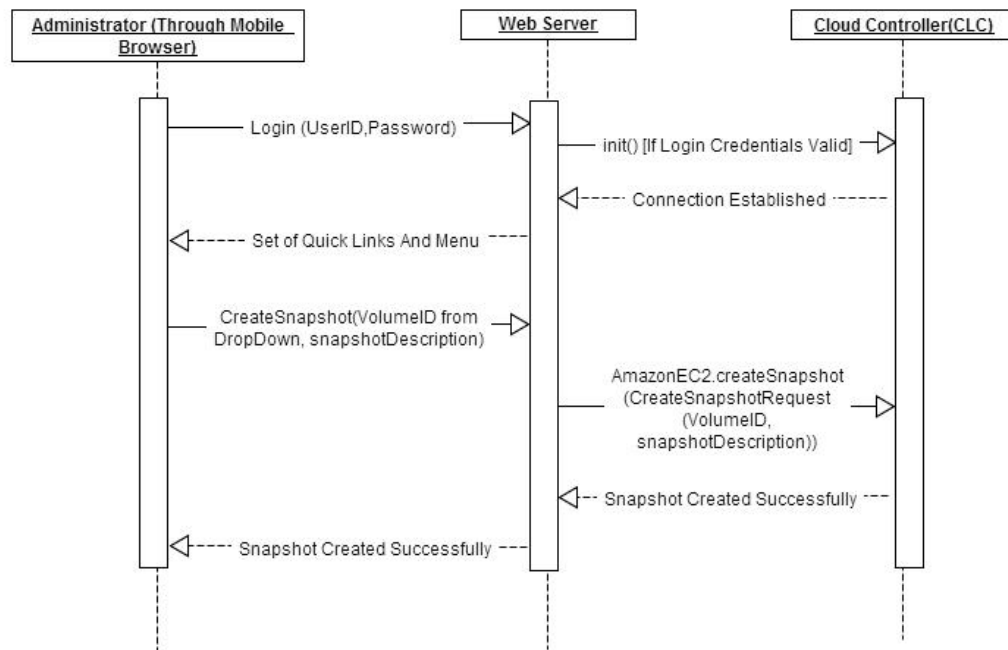 Administrator (Through Mobile
Browser)
Web Server
Cloud Controller(CLC)
Login (UserID,Password)
init() [If Login Credentials Valid]
Connection Established
Set of Quick Links And Menu
CreateSnapshot(VolumeID from
DropDown, snapshotDescription)
AmazonEC2.createSnapshot
(CreateSnapshotRequest
(VolumeID,
snapshotDescription))
Snapshot Created Successfully
Snapshot Created Successfully